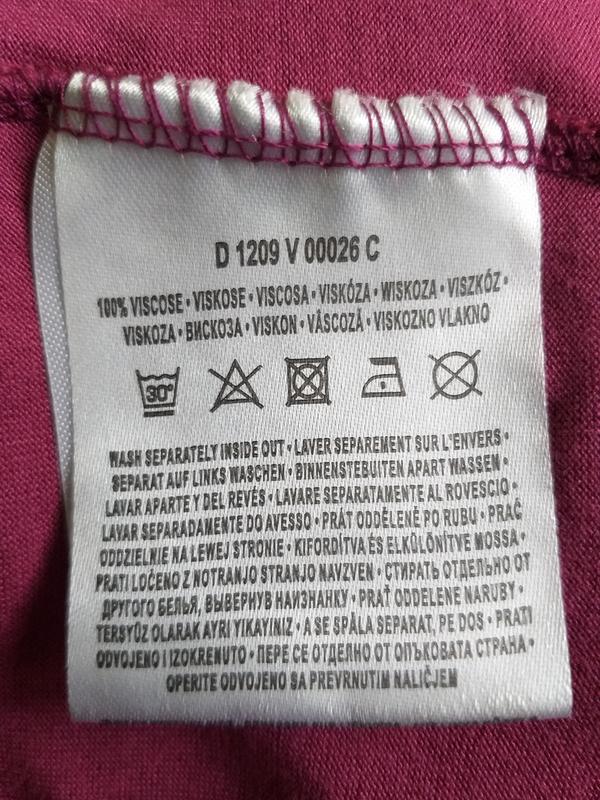 D 1209 V 00026 C
100% VISCOSE • VISKOSE • VISCOSA • VISKÓZA • WISKOZA • VISZKÓZ •
VISKOZA • ВИСКОЗА • VISKON • VÂSCOZĂ • VISKOZNO VLAKNO
30°
WASH SEPARATELY INSIDE OUT • LAVER SEPAREMENT SUR L'ENVERS •
SEPARAT AUF LINKS WASCHEN • BINNENSTEBUITEN APART WASSEN •
LAVAR APARTE Y DEL REVÉS • LAVARE SEPARATAMENTE AL ROVESCIO •
LAVAR SEPARADAMENTE DO AVESSO • PRÁT ODDĚLENĚ PO RUBU • PRAĆ
ODDZIELNIE NA LEWEJ STRONIE • KIFORDÍTVA ÉS ELKÜLÖNÍTVE MOSSA •
PRATI LOČENO Z NOTRANJO STRANJO NAVZVEN • СТИРАТЬ ОТДЕЛЬНО ОТ
ДРУГОГО БЕЛЬЯ, ВЫВЕРНУВ НАИЗНАНКУ • PRAŤ ODDELENE NARUBY •
TERSYÜZ OLARAK AYRI YIKAYINIZ • A SE SPĂLA SEPARAT, PE DOS • PRATI
ODVOJENO I IZOKRENUTO • ПЕРЕ СЕ ОТДЕЛНО ОТ ОПЪКОВАТА СТРАНА •
OPERITE ODVOJENO SA PREVRNUTIM NALIČJEM